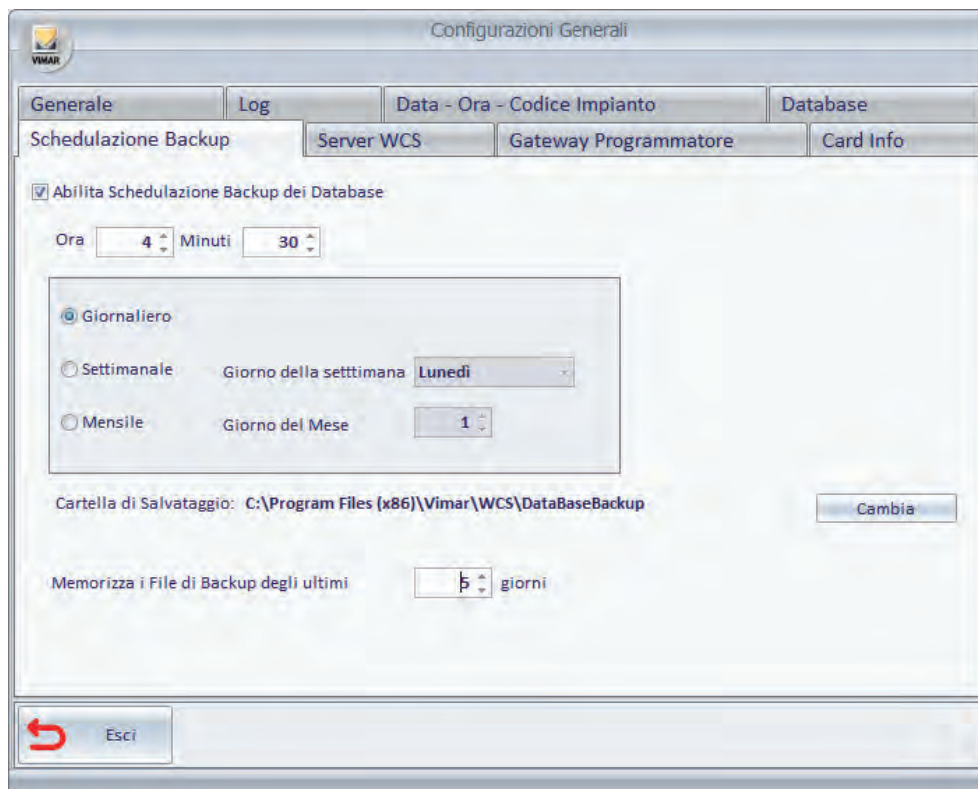 Configurazioni Generali
VIMAR
Generale Log Data - Ora - Codice Impianto Database
Schedulazione Backup Server WCS Gateway Programmatore Card Info
Abilita Schedulazione Backup dei Database
Ora 4 Minuti 30
Giornaliero
Settimanale Giorno della setttimana Lunedì
Mensile Giorno del Mese 1
Cartella di Salvataggio: C:\Program Files (x86)\Vimar\WCS\DataBaseBackup Cambia
Memorizza i File di Backup degli ultimi 5 giorni
Esci